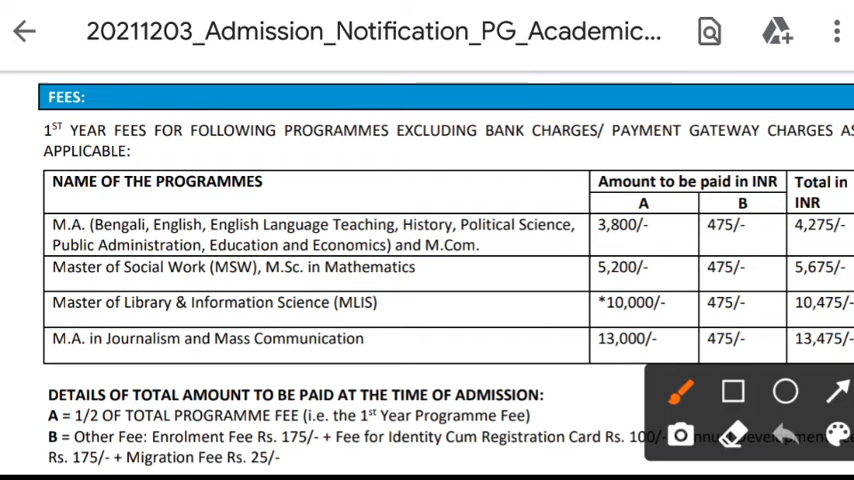 20211203_Admission_Notification_PG_Academic...
FEES:
1ST YEAR FEES FOR FOLLOWING PROGRAMMES EXCLUDING BANK CHARGES/ PAYMENT GATEWAY CHARGES AS
APPLICABLE:
NAME OF THE PROGRAMMES Amount to be paid in INR Total in
A B INR
M.A. (Bengali, English, English Language Teaching, History, Political Science, 3,800/- 475/- 4,275/-
Public Administration, Education and Economics) and M.Com.
Master of Social Work (MSW), M.Sc. in Mathematics 5,200/- 475/- 5,675/-
Master of Library & Information Science (MLIS) *10,000/- 475/- 10,475/-
M.A. in Journalism and Mass Communication 13,000/- 475/- 13,475/-
DETAILS OF TOTAL AMOUNT TO BE PAID AT THE TIME OF ADMISSION:
A = 1/2 OF TOTAL PROGRAMME FEE (i.e. the 1st Year Programme Fee)
B = Other Fee: Enrolment Fee Rs. 175/- + Fee for Identity Cum Registration Card Rs. 100/-
Rs. 175/- + Migration Fee Rs. 25/-